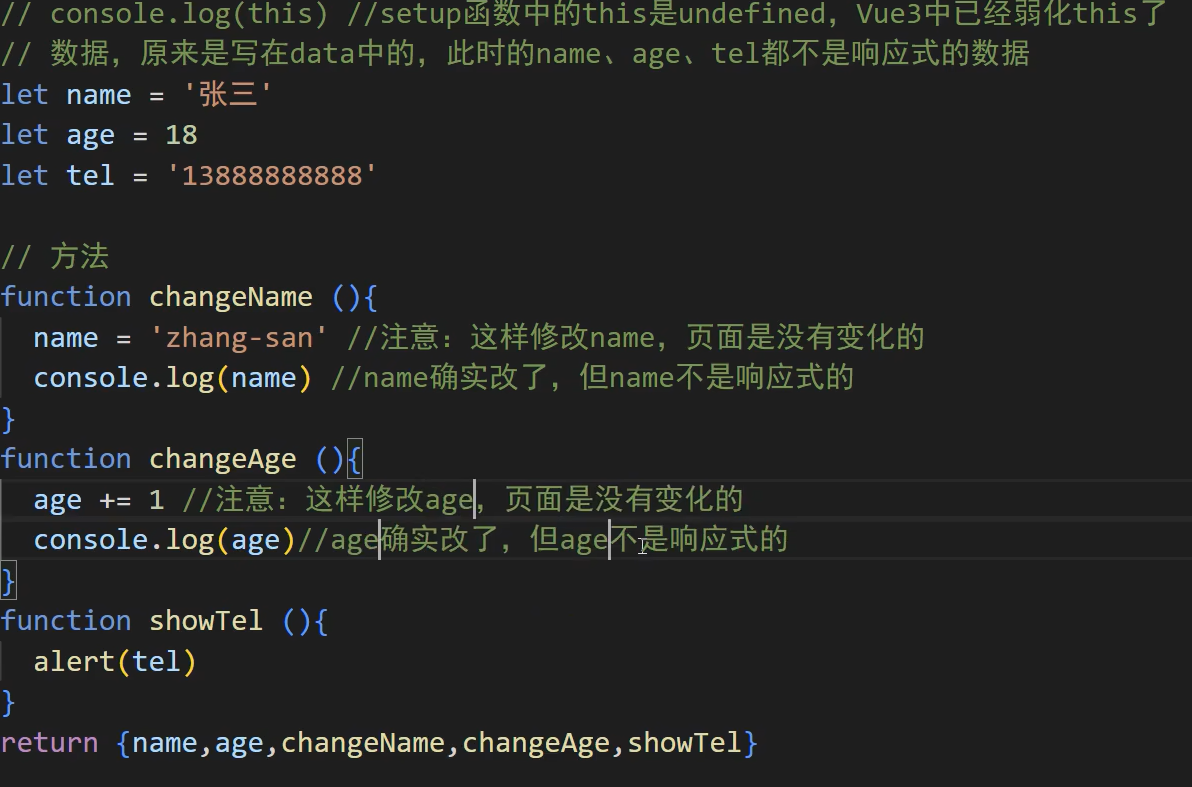 // console.log(this) //setup函数中的this是undefined，Vue3中已经弱化this了
// 数据，原来是写在data中的，此时的name、age、tel都不是响应式的数据
let name = '张三'
let age = 18
let tel = '13888888888'
// 方法
function changeName (){
name = 'zhang-san' //注意：这样修改name，页面是没有变化的
console.log(name) //name确实改了，但name不是响应式的
}
function changeAge (){
age += 1 //注意：这样修改age，页面是没有变化的
console.log(age)//age确实改了，但age不是响应式的
}
function showTel (){
alert(tel)
}
return {name,age,changeName,changeAge,showTel}